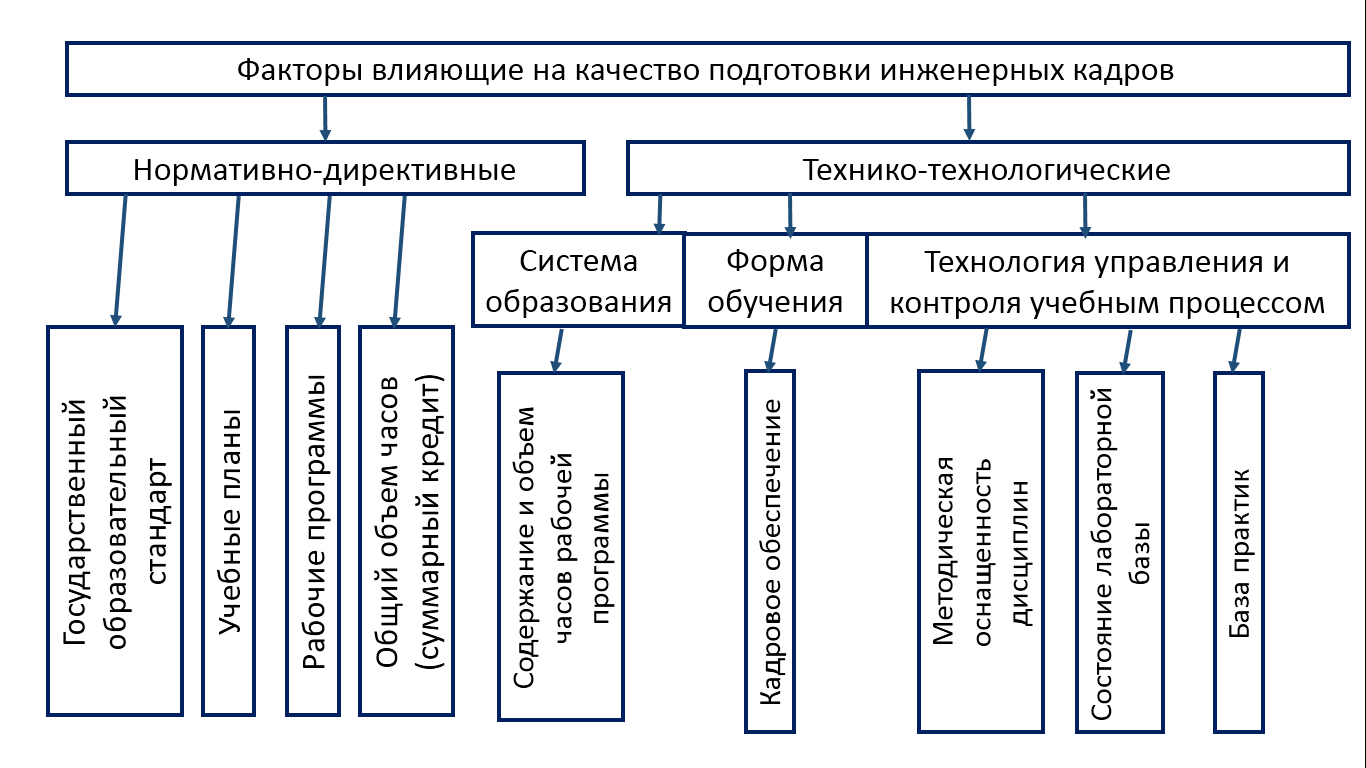 Факторы влияющие на качество подготовки инженерных кадров
Нормативно-директивные
Технико-технологические
Система
образования
Форма
обучения
Технология управления и
контроля учебным процессом
Государственный
образовательный
стандарт
Учебные планы
Рабочие программы
Общий объем часов
(суммарный кредит)
Содержание и объем
часов рабочей
программы
Кадровое обеспечение
Методическая
оснащенность
дисциплин
Состояние лабораторной
базы
База практик